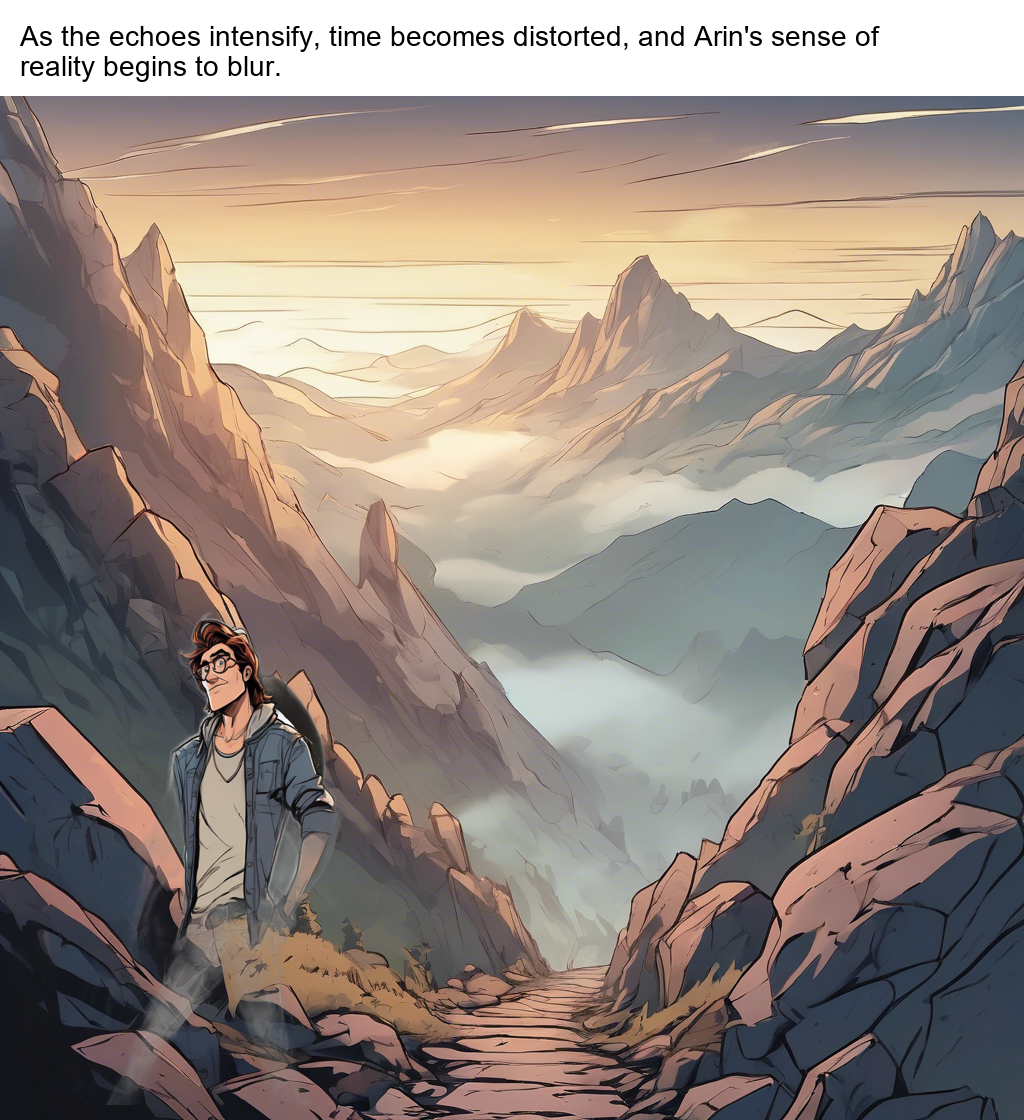 As the echoes intensify, time becomes distorted, and Arin's sense of
reality begins to blur.